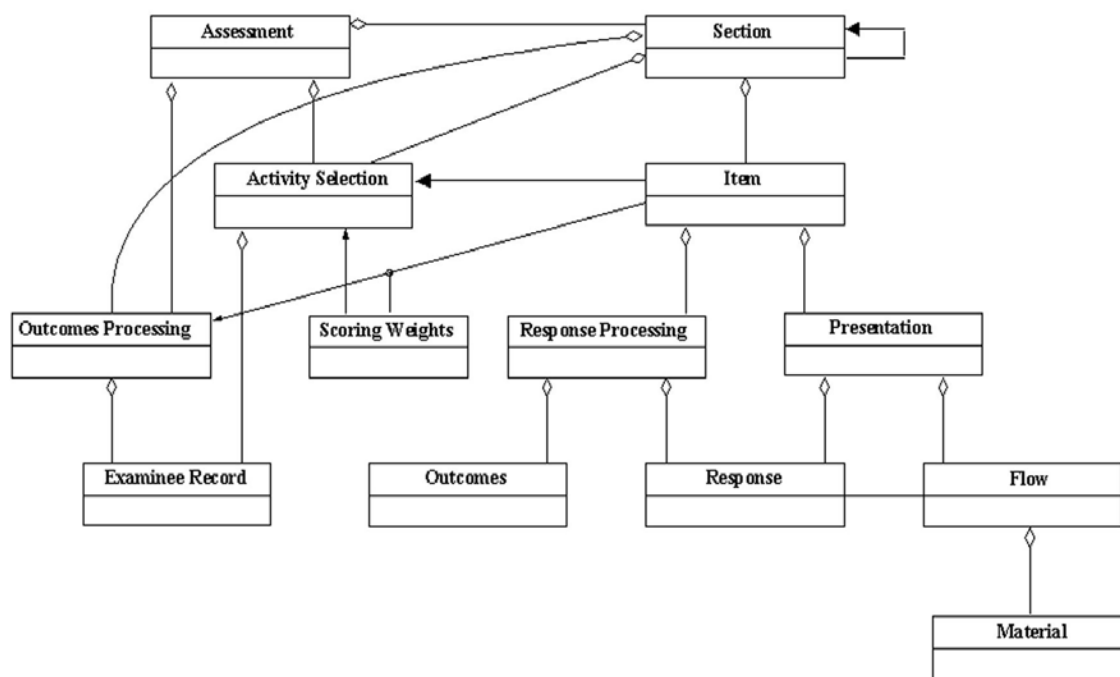 Assessment
Section
Activity Selection
Item
Outcomes Processing
Scoring Weights
Response Processing
Presentation
Examinee Record
Outcomes
Response
Flow
Material